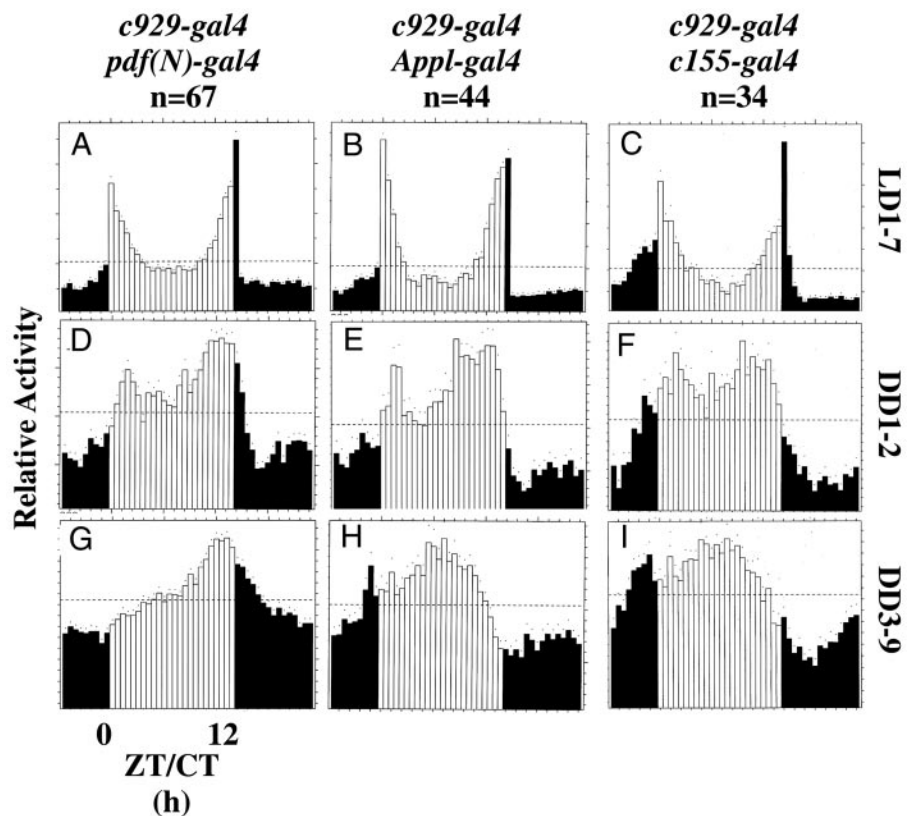 c929-gal4
pdf(N)-gal4
n=67
c929-gal4
Appl-gal4
n=44
c929-gal4
c155-gal4
n=34
A
B
C
LD1-7
D
E
F
DD1-2
G
H
I
DD3-9
Relative Activity
0 12
ZT/CT
(h)